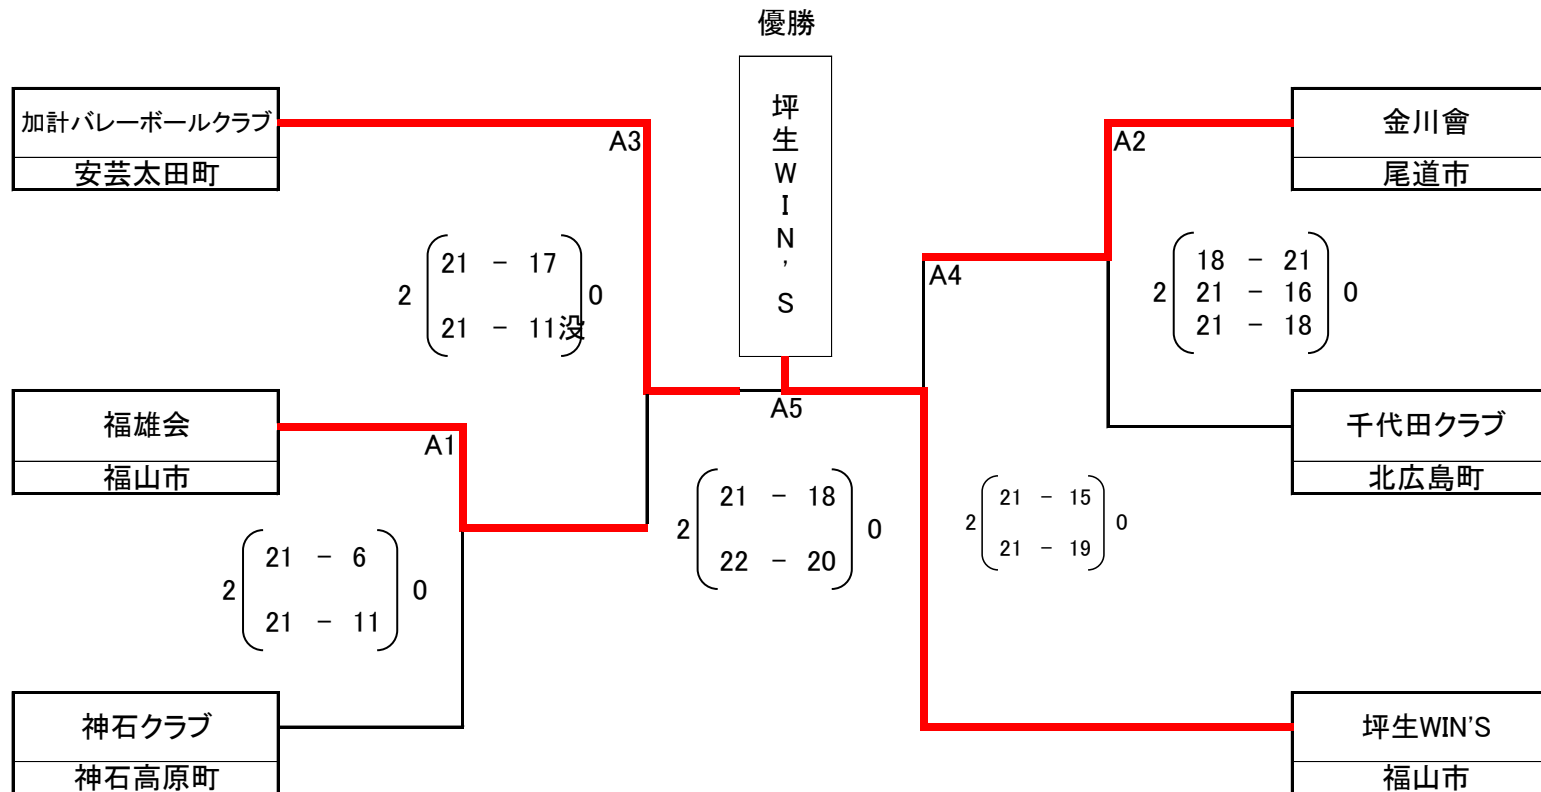 優勝
坪生WIN’S
加計バレーボールクラブ
安芸太田町
A3
A2
金川會
尾道市
2
21 － 17
21 － 11没
0
A4
2
18 － 21
21 － 16
21 － 18
0
福雄会
福山市
A1
A5
千代田クラブ
北広島町
2
21 － 6
21 － 11
0
2
21 － 18
22 － 20
0
2
21 － 15
21 － 19
0
神石クラブ
神石高原町
坪生WIN'S
福山市